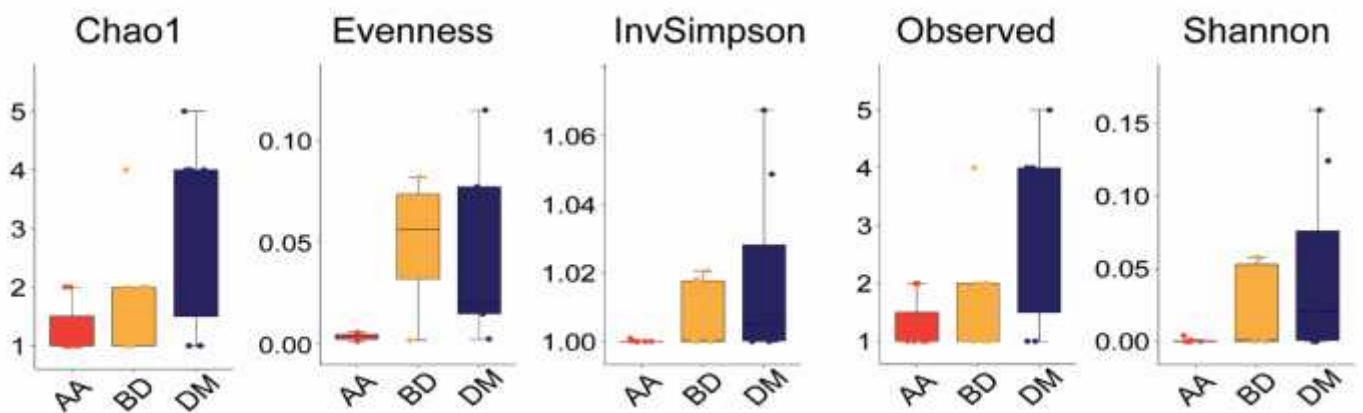 Chao1
5
4
3
2
1
AA BD DM
Evenness
0.10
0.05
0.00
AA BD DM
InvSimpson
1.06
1.04
1.02
1.00
AA BD DM
Observed
5
4
3
2
1
AA BD DM
Shannon
0.15
0.10
0.05
0.00
AA BD DM